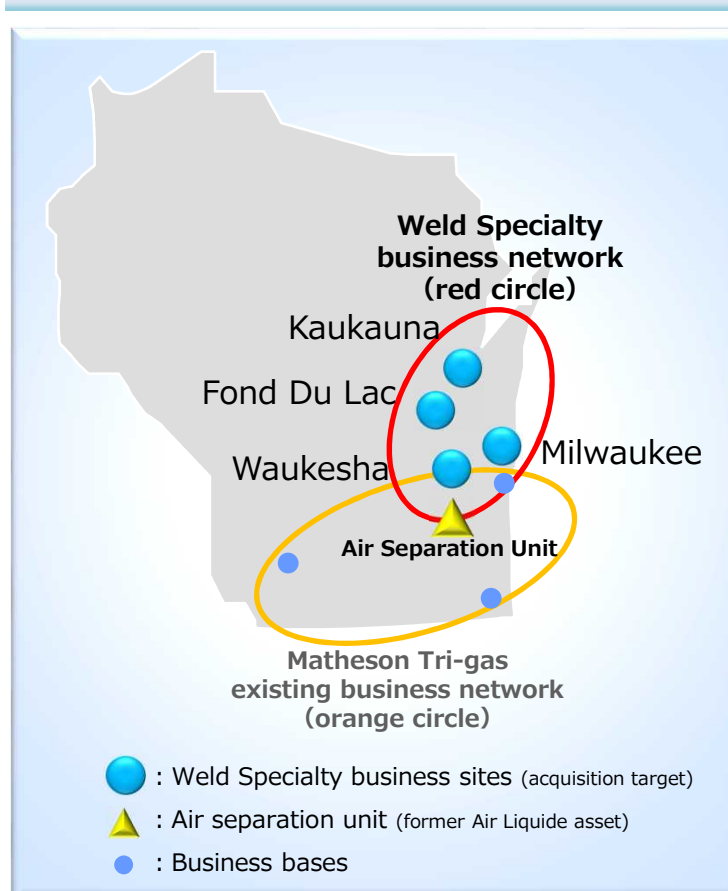 Weld Specialty
business network
(red circle)
Kaukauna
Fond Du Lac
Milwaukee
Waukesha
Air Separation Unit
Matheson Tri-gas
existing business network
(orange circle)
: Weld Specialty business sites (acquisition target)
: Air separation unit (former Air Liquide asset)
: Business bases